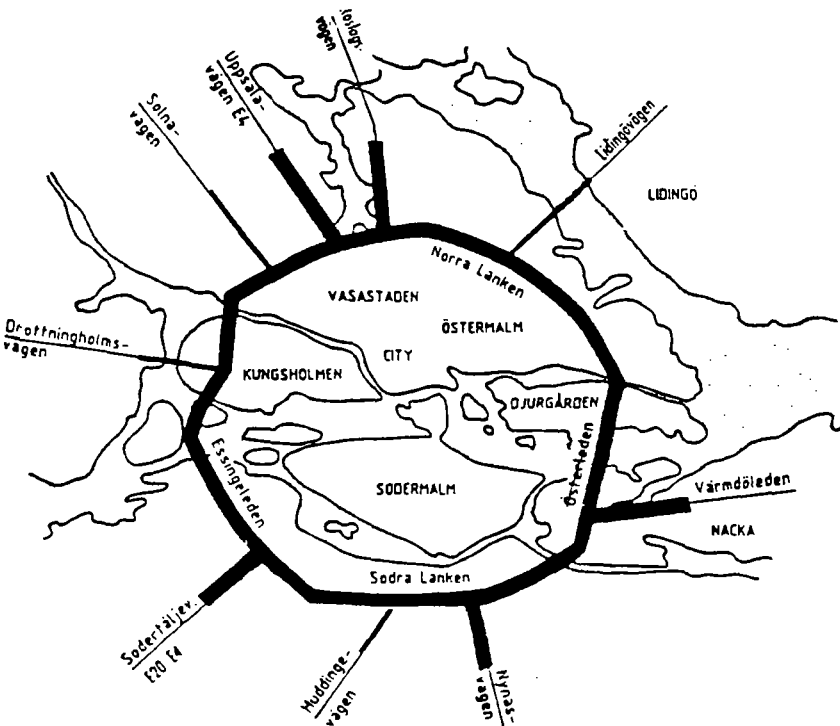 vägen
Uppsala-
vägen E4
Solna-
vägen
Lidingövägen
LIDINGÖ
Norra Länken
VASASTADEN
ÖSTERMALM
CITY
Drottningholms-
vägen
KUNGSHOLMEN
DJURGÅRDEN
Essingeleden
Österleden
SÖDERMALM
Värmdöleden
NACKA
Södra Länken
Södertäljev.
E20 E4
Huddinge-
vägen
Nynäs-
vägen